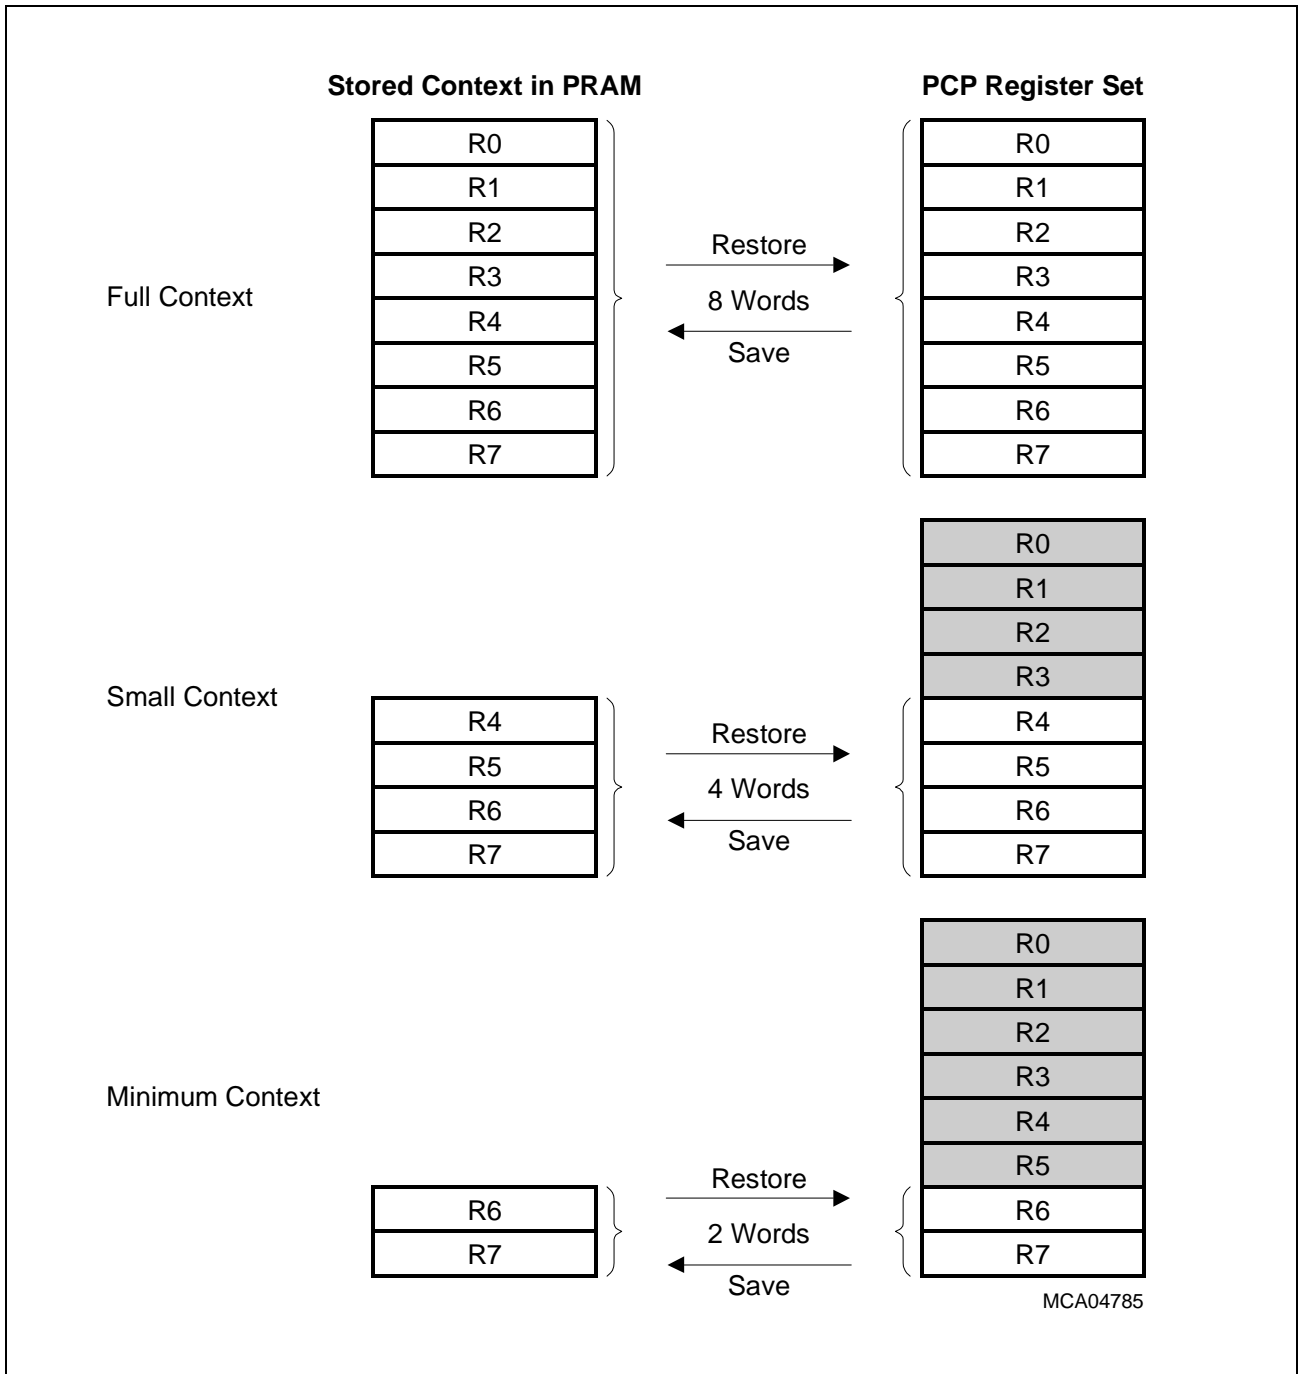 Stored Context in PRAM PCP Register Set
R0 R0
R1 R1
R2 R2
Restore
R3 R3
Full Context 8 Words
R4 R4
Save
R5 R5
R6 R6
R7 R7
R0
R1
R2
R3
Small Context
R4 R4
Restore
R5 R5
4 Words
R6 R6
Save
R7 R7
R0
R1
R2
R3
Minimum Context
R4
R5
Restore
R6 R6
2 Words
R7 R7
Save
MCA04785